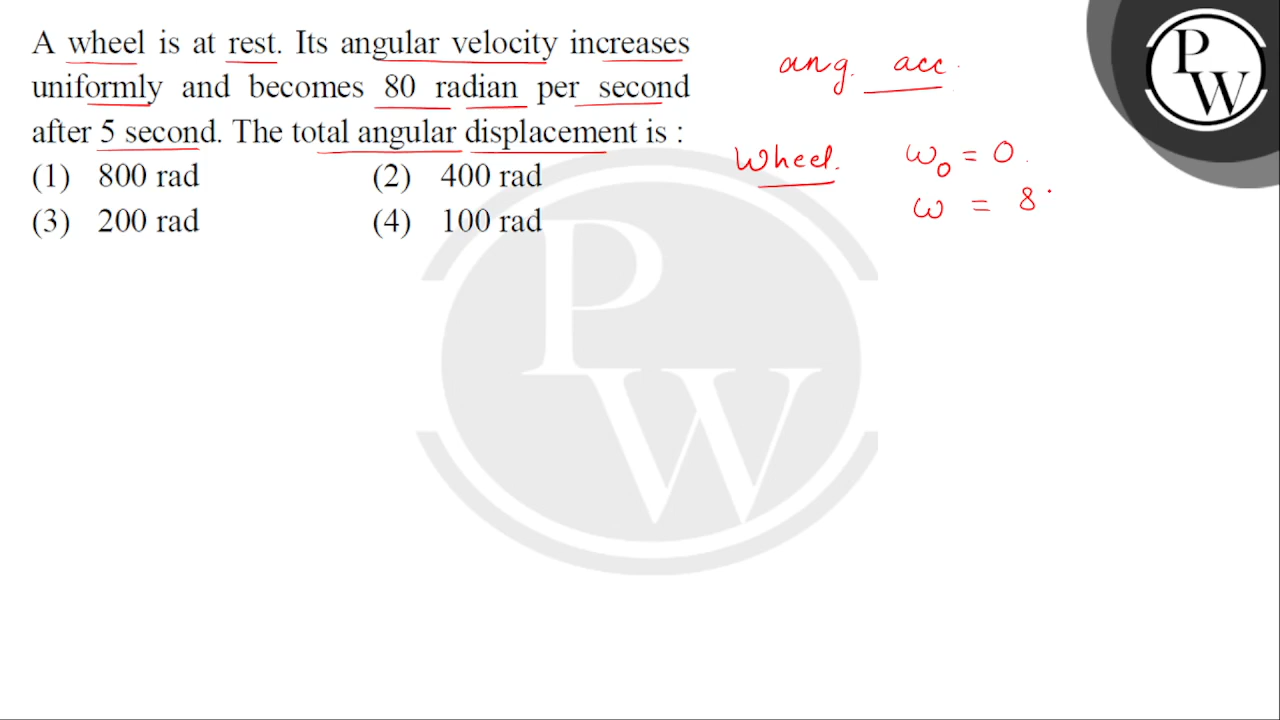 A wheel is at rest. Its angular velocity increases
uniformly and becomes 80 radian per second
after 5 second. The total angular displacement is :
(1) 800 rad (2) 400 rad
(3) 200 rad (4) 100 rad
ang. acc.
Wheel. ω₀ = 0.
ω = 8
PW
PW